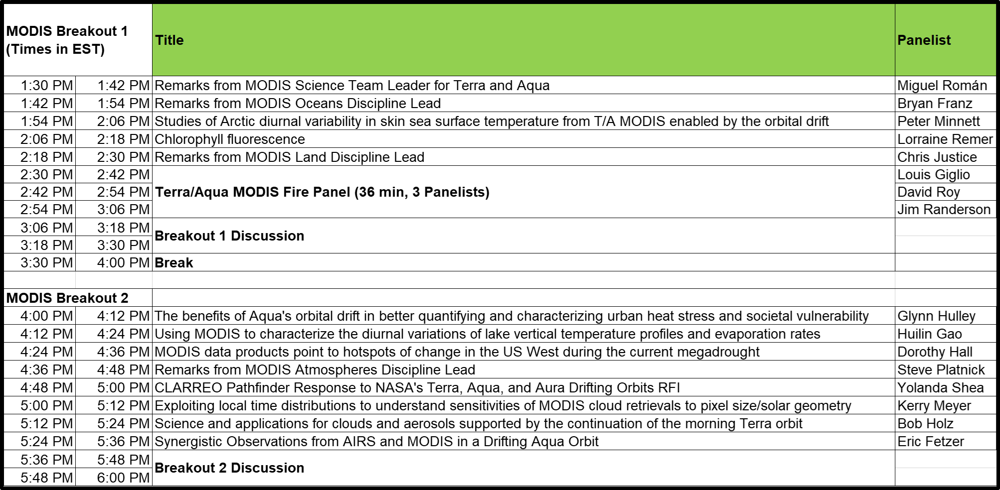 MODIS Breakout 1
(Times in EST)
Title
Panelist
1:30 PM 1:42 PM Remarks from MODIS Science Team Leader for Terra and Aqua Miguel Román
1:42 PM 1:54 PM Remarks from MODIS Oceans Discipline Lead Bryan Franz
1:54 PM 2:06 PM Studies of Arctic diurnal variability in skin sea surface temperature from T/A MODIS enabled by the orbital drift Peter Minnett
2:06 PM 2:18 PM Chlorophyll fluorescence Lorraine Remer
2:18 PM 2:30 PM Remarks from MODIS Land Discipline Lead Chris Justice
2:30 PM 2:42 PM Louis Giglio
2:42 PM 2:54 PM Terra/Aqua MODIS Fire Panel (36 min, 3 Panelists) David Roy
2:54 PM 3:06 PM Jim Randerson
3:06 PM 3:18 PM
Breakout 1 Discussion
3:18 PM 3:30 PM
3:30 PM 4:00 PM Break
MODIS Breakout 2
4:00 PM 4:12 PM The benefits of Aqua's orbital drift in better quantifying and characterizing urban heat stress and societal vulnerability Glynn Hulley
4:12 PM 4:24 PM Using MODIS to characterize the diurnal variations of lake vertical temperature profiles and evaporation rates Huilin Gao
4:24 PM 4:36 PM MODIS data products point to hotspots of change in the US West during the current megadrought Dorothy Hall
4:36 PM 4:48 PM Remarks from MODIS Atmospheres Discipline Lead Steve Platnick
4:48 PM 5:00 PM CLARREO Pathfinder Response to NASA's Terra, Aqua, and Aura Drifting Orbits RFI Yolanda Shea
5:00 PM 5:12 PM Exploiting local time distributions to understand sensitivities of MODIS cloud retrievals to pixel size/solar geometry Kerry Meyer
5:12 PM 5:24 PM Science and applications for clouds and aerosols supported by the continuation of the morning Terra orbit Bob Holz
5:24 PM 5:36 PM Synergistic Observations from AIRS and MODIS in a Drifting Aqua Orbit Eric Fetzer
5:36 PM 5:48 PM
Breakout 2 Discussion
5:48 PM 6:00 PM